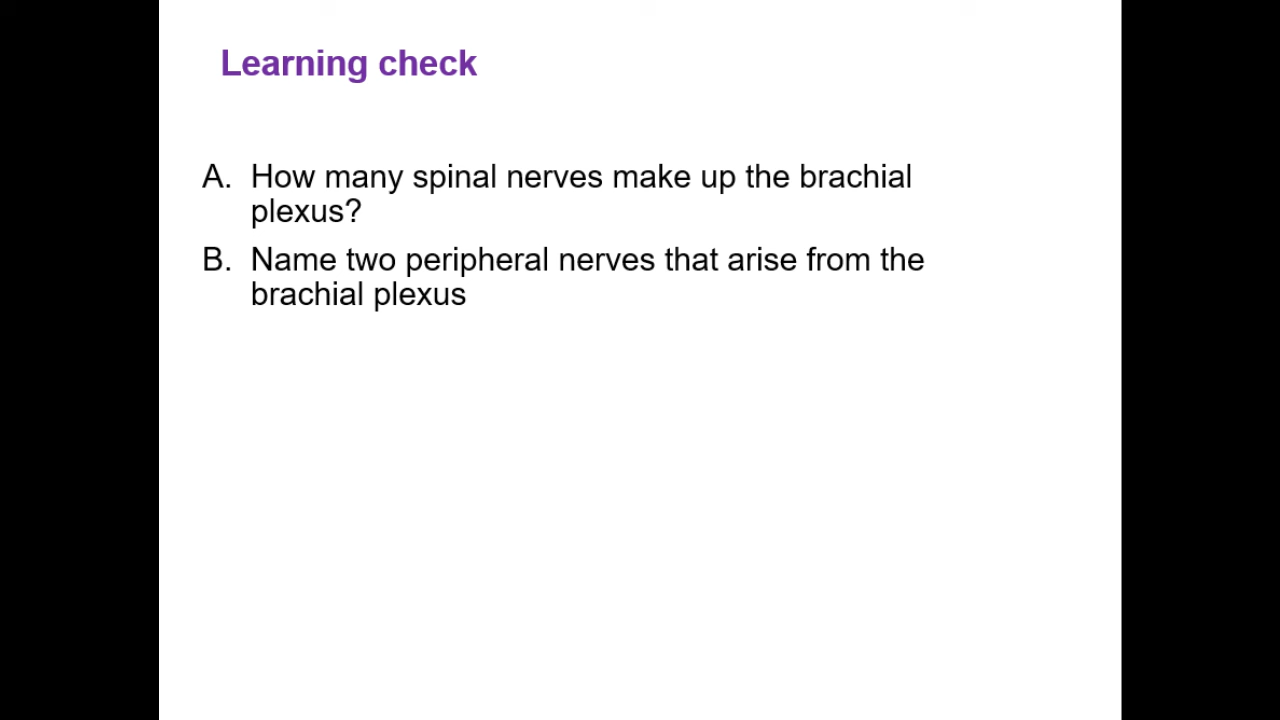 Learning check
A. How many spinal nerves make up the brachial
plexus?
B. Name two peripheral nerves that arise from the
brachial plexus